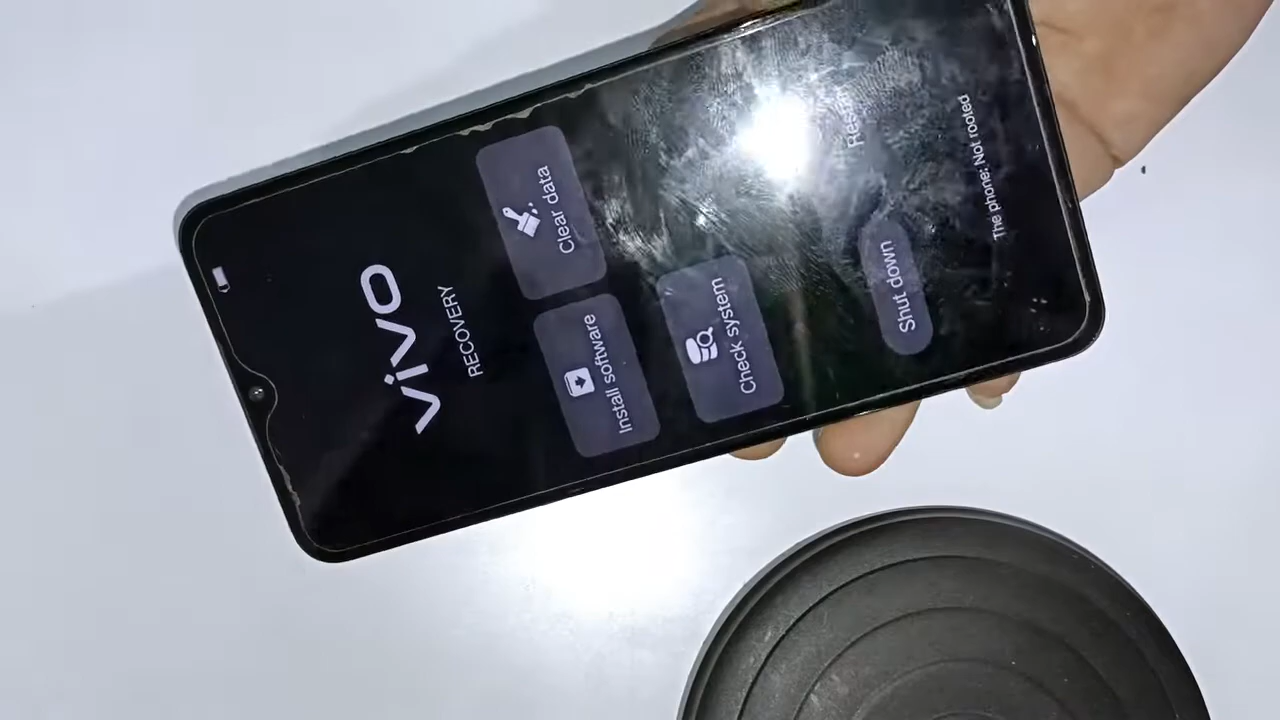 vivo
RECOVERY
Install software
Clear data
Check system
Shut down
The phone: Not rooted